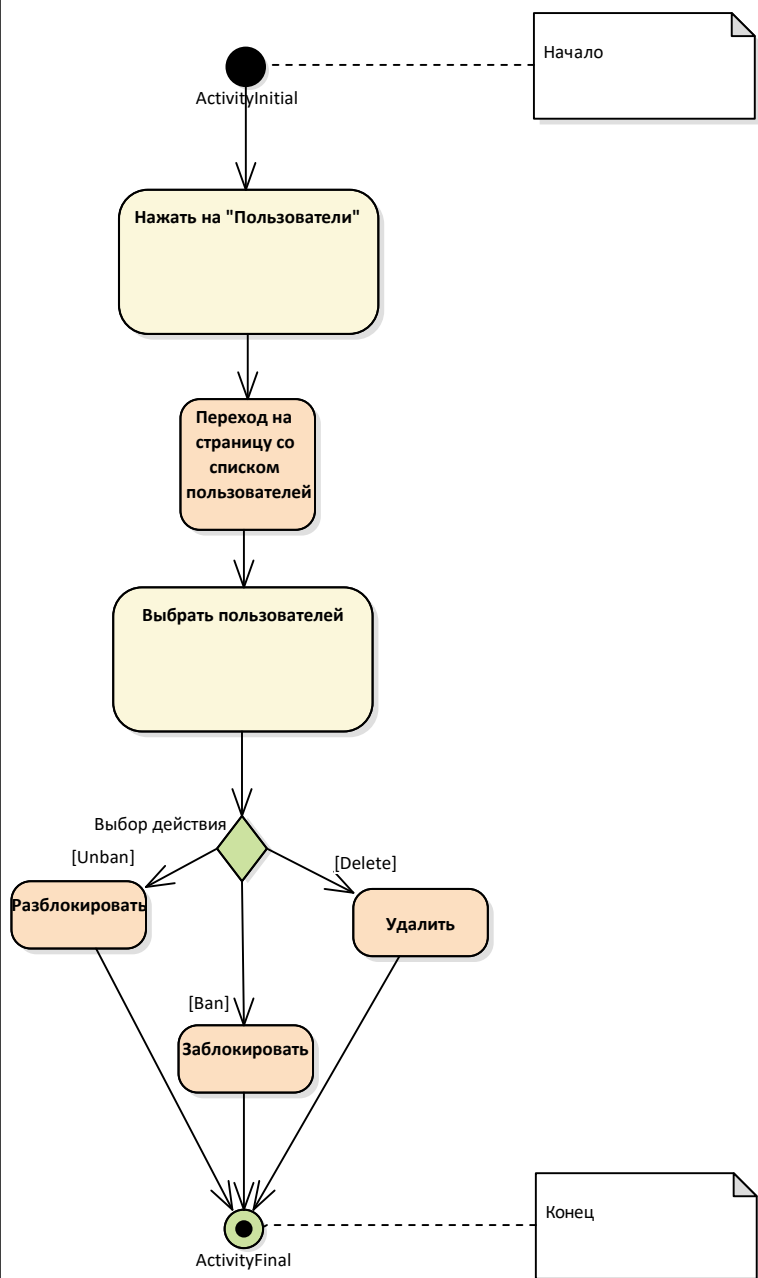 Начало
ActivityInitial
Нажать на "Пользователи"
Переход на
страницу со
списком
пользователей
Выбрать пользователей
Выбор действия
[Unban]
[Delete]
Разблокировать
Удалить
[Ban]
Заблокировать
Конец
ActivityFinal